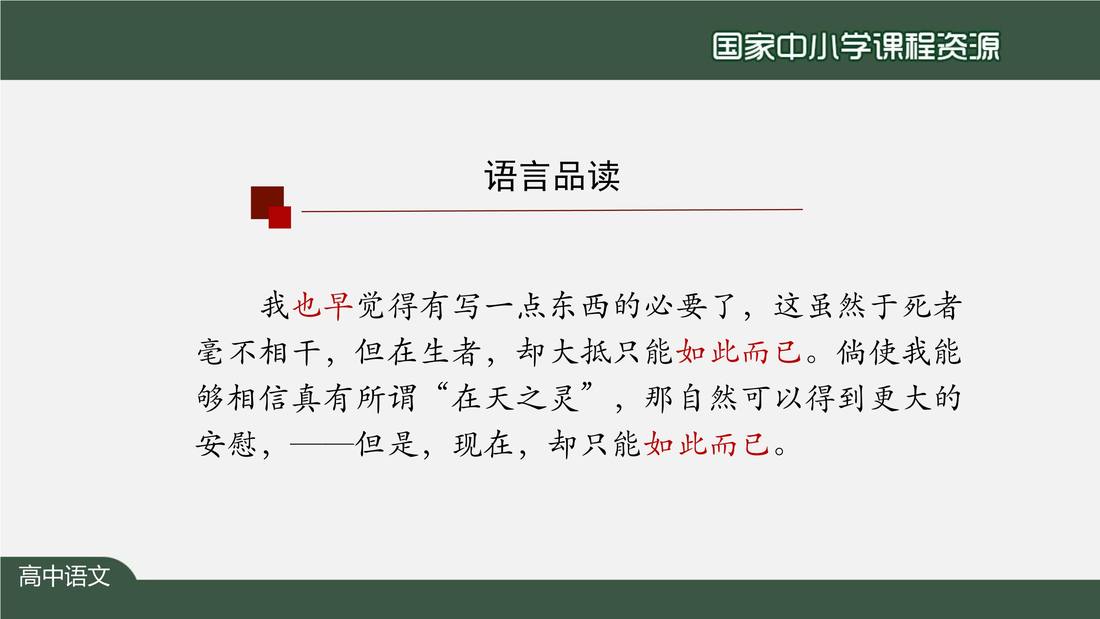 国家中小学课程资源
语言品读
我也早觉得有写一点东西的必要了，这虽然于死者
毫不相干，但在生者，却大抵只能如此而已。倘使我能
够相信真有所谓“在天之灵”，那自然可以得到更大的
安慰，——但是，现在，却只能如此而已。
高中语文